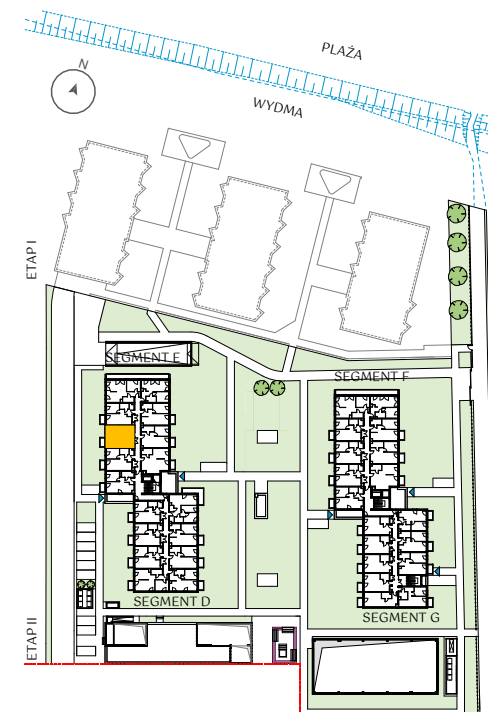 PLAŻA
N
WYDMA
ETAP I
SEGMENT E
SEGMENT F
SEGMENT D
SEGMENT G
ETAP II